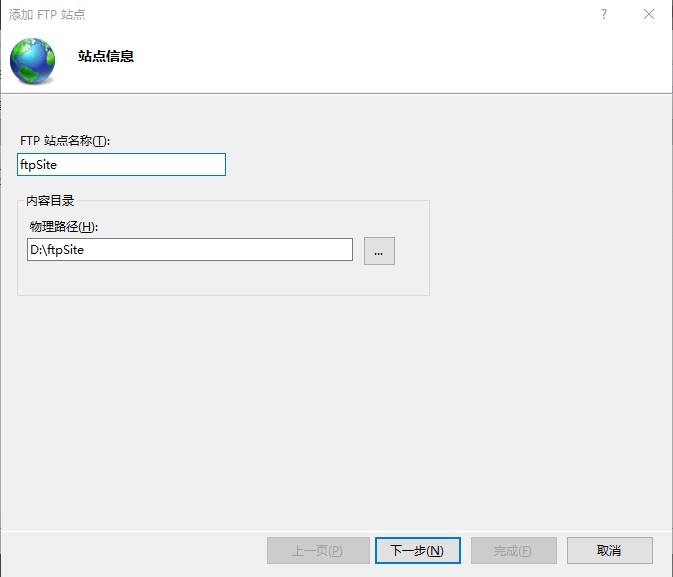 添加 FTP 站点
?
站点信息
FTP 站点名称(T):
ftpSite
内容目录
物理路径(H):
D:\ftpSite
...
上一页(P)
下一步(N)
完成(F)
取消